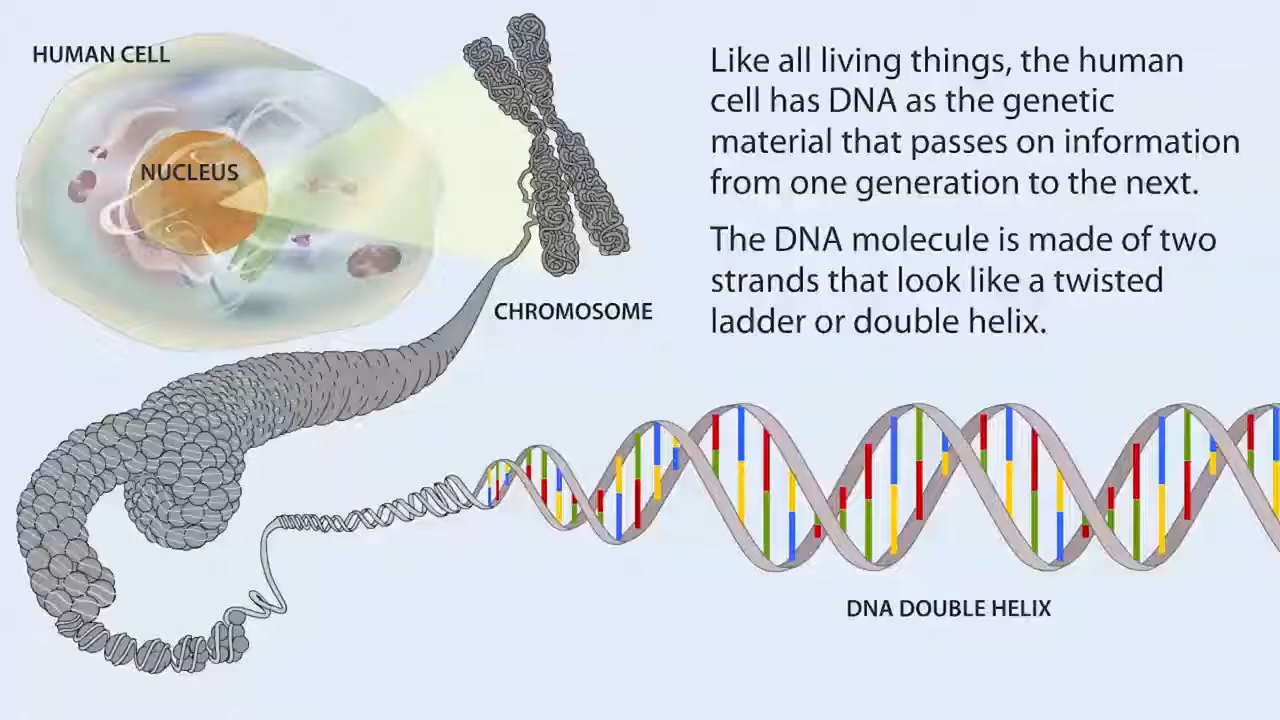 HUMAN CELL
NUCLEUS
CHROMOSOME
Like all living things, the human
cell has DNA as the genetic
material that passes on information
from one generation to the next.
The DNA molecule is made of two
strands that look like a twisted
ladder or double helix.
DNA DOUBLE HELIX